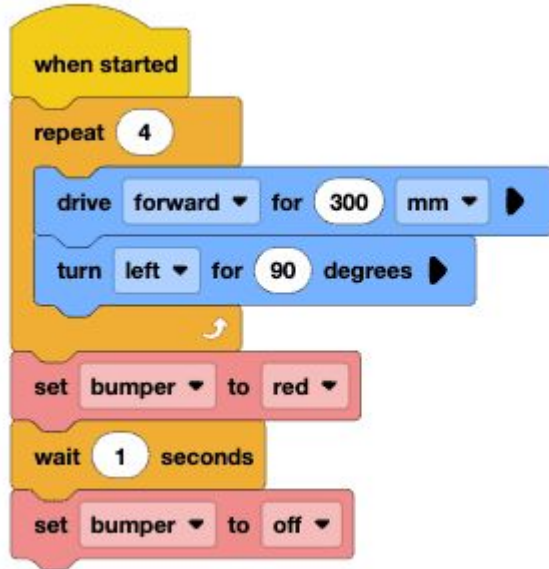 when started
repeat 4
drive forward for 300 mm
turn left for 90 degrees
set bumper to red
wait 1 seconds
set bumper to off